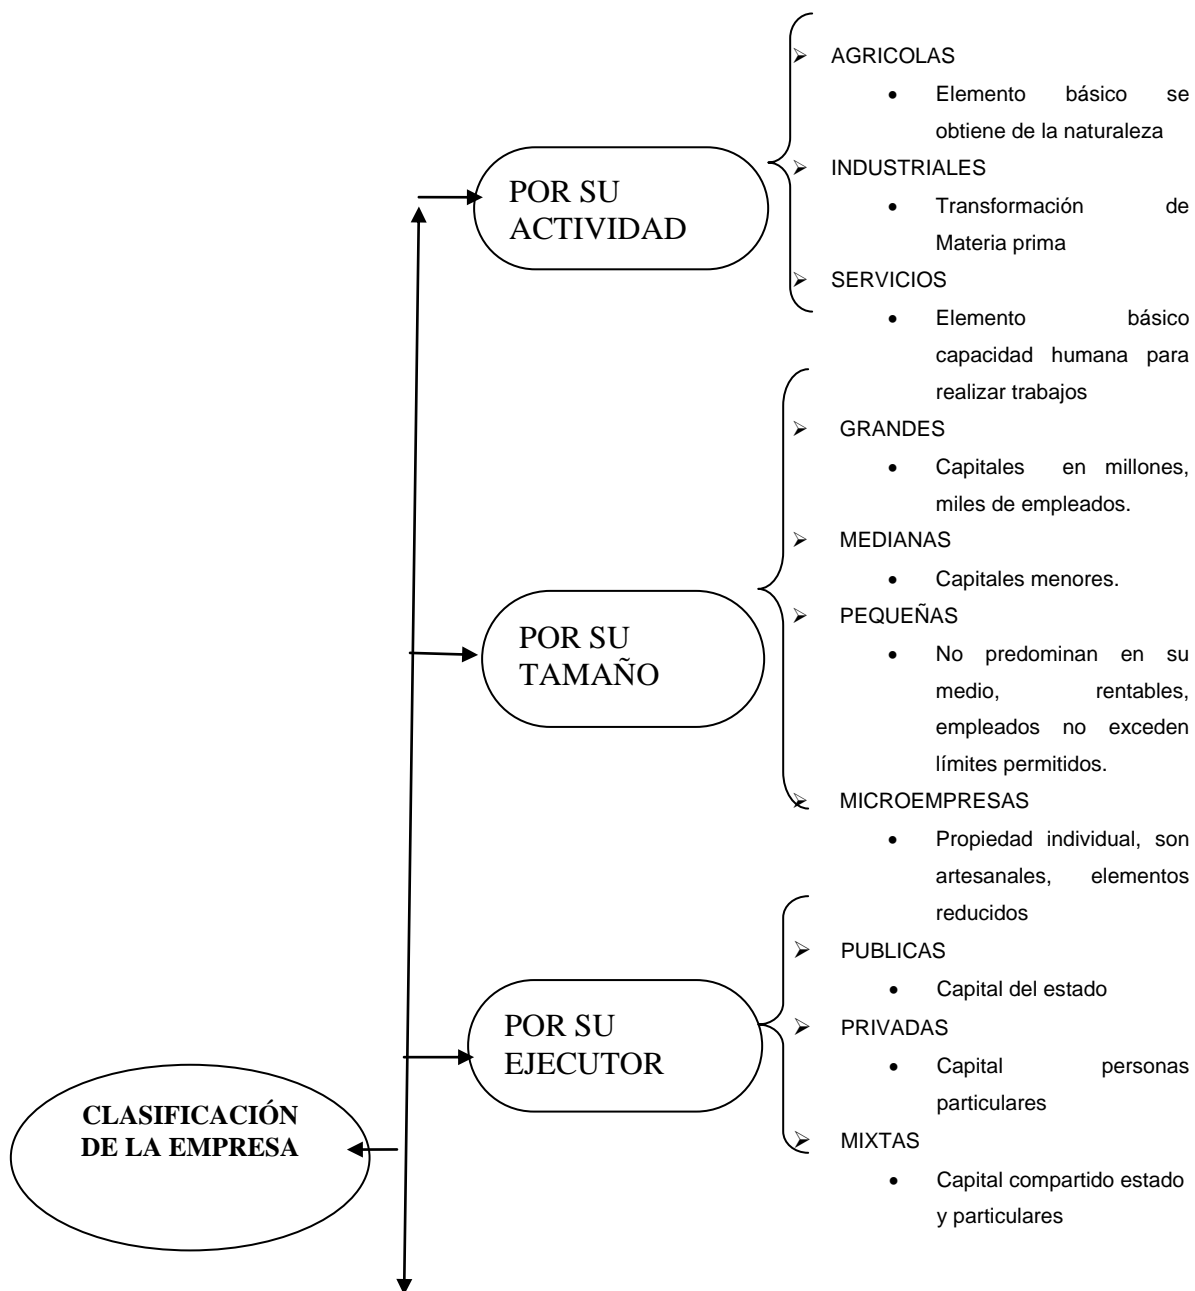 AGRICOLAS
Elemento básico se
obtiene de la naturaleza
POR SU
ACTIVIDAD
INDUSTRIALES
Transformación de
Materia prima
SERVICIOS
Elemento básico
capacidad humana para
realizar trabajos
GRANDES
Capitales en millones,
miles de empleados.
MEDIANAS
Capitales menores.
POR SU
TAMAÑO
PEQUEÑAS
No predominan en su
medio, rentables,
empleados no exceden
límites permitidos.
MICROEMPRESAS
Propiedad individual, son
artesanales, elementos
reducidos
PUBLICAS
Capital del estado
POR SU
EJECUTOR
PRIVADAS
Capital personas
particulares
MIXTAS
Capital compartido estado
y particulares
CLASIFICACIÓN
DE LA EMPRESA